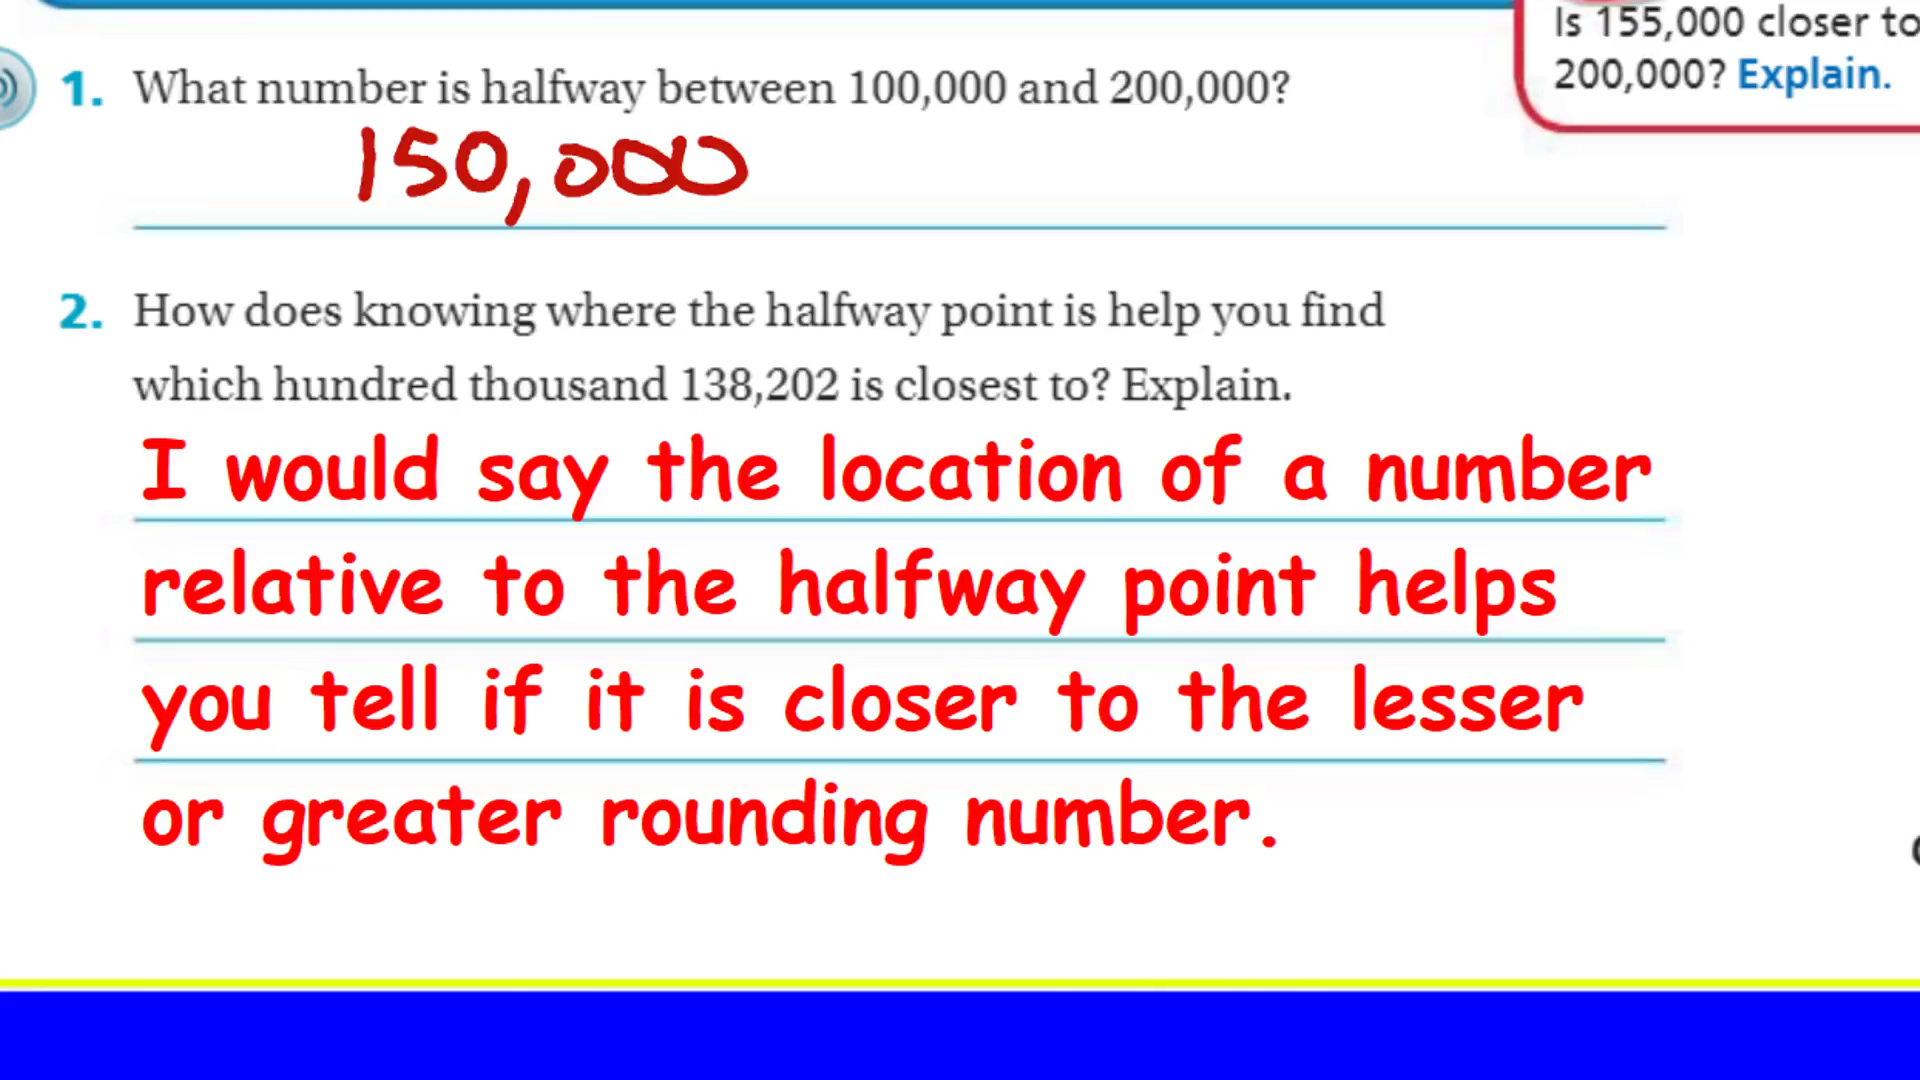 Is 155,000 closer to
200,000? Explain.
1. What number is halfway between 100,000 and 200,000?
150,000
2. How does knowing where the halfway point is help you find
which hundred thousand 138,202 is closest to? Explain.
I would say the location of a number
relative to the halfway point helps
you tell if it is closer to the lesser
or greater rounding number.